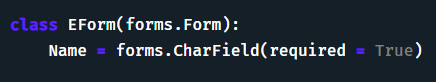 class EForm(forms.Form):
    Name = forms.CharField(required = True)